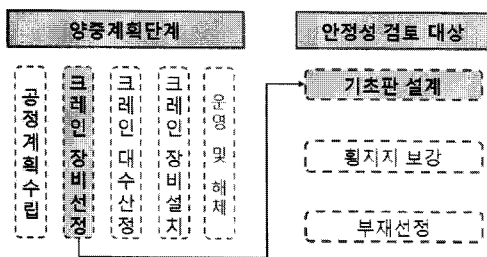 양중계획단계
안정성 검토 대상
공정계획수립
크레인 장비선정
크레인 대수산정
크레인 장비설치
운영 및 해체
기초판 설계
횡지지 보강
부재선정